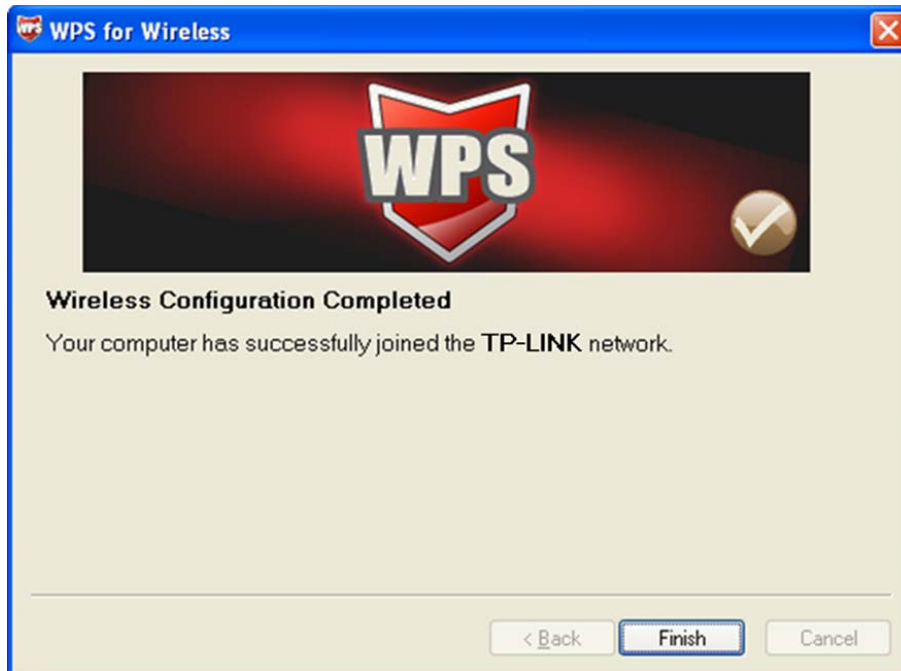 WPS for Wireless
WPS
Wireless Configuration Completed
Your computer has successfully joined the TP-LINK network.
< Back
Finish
Cancel